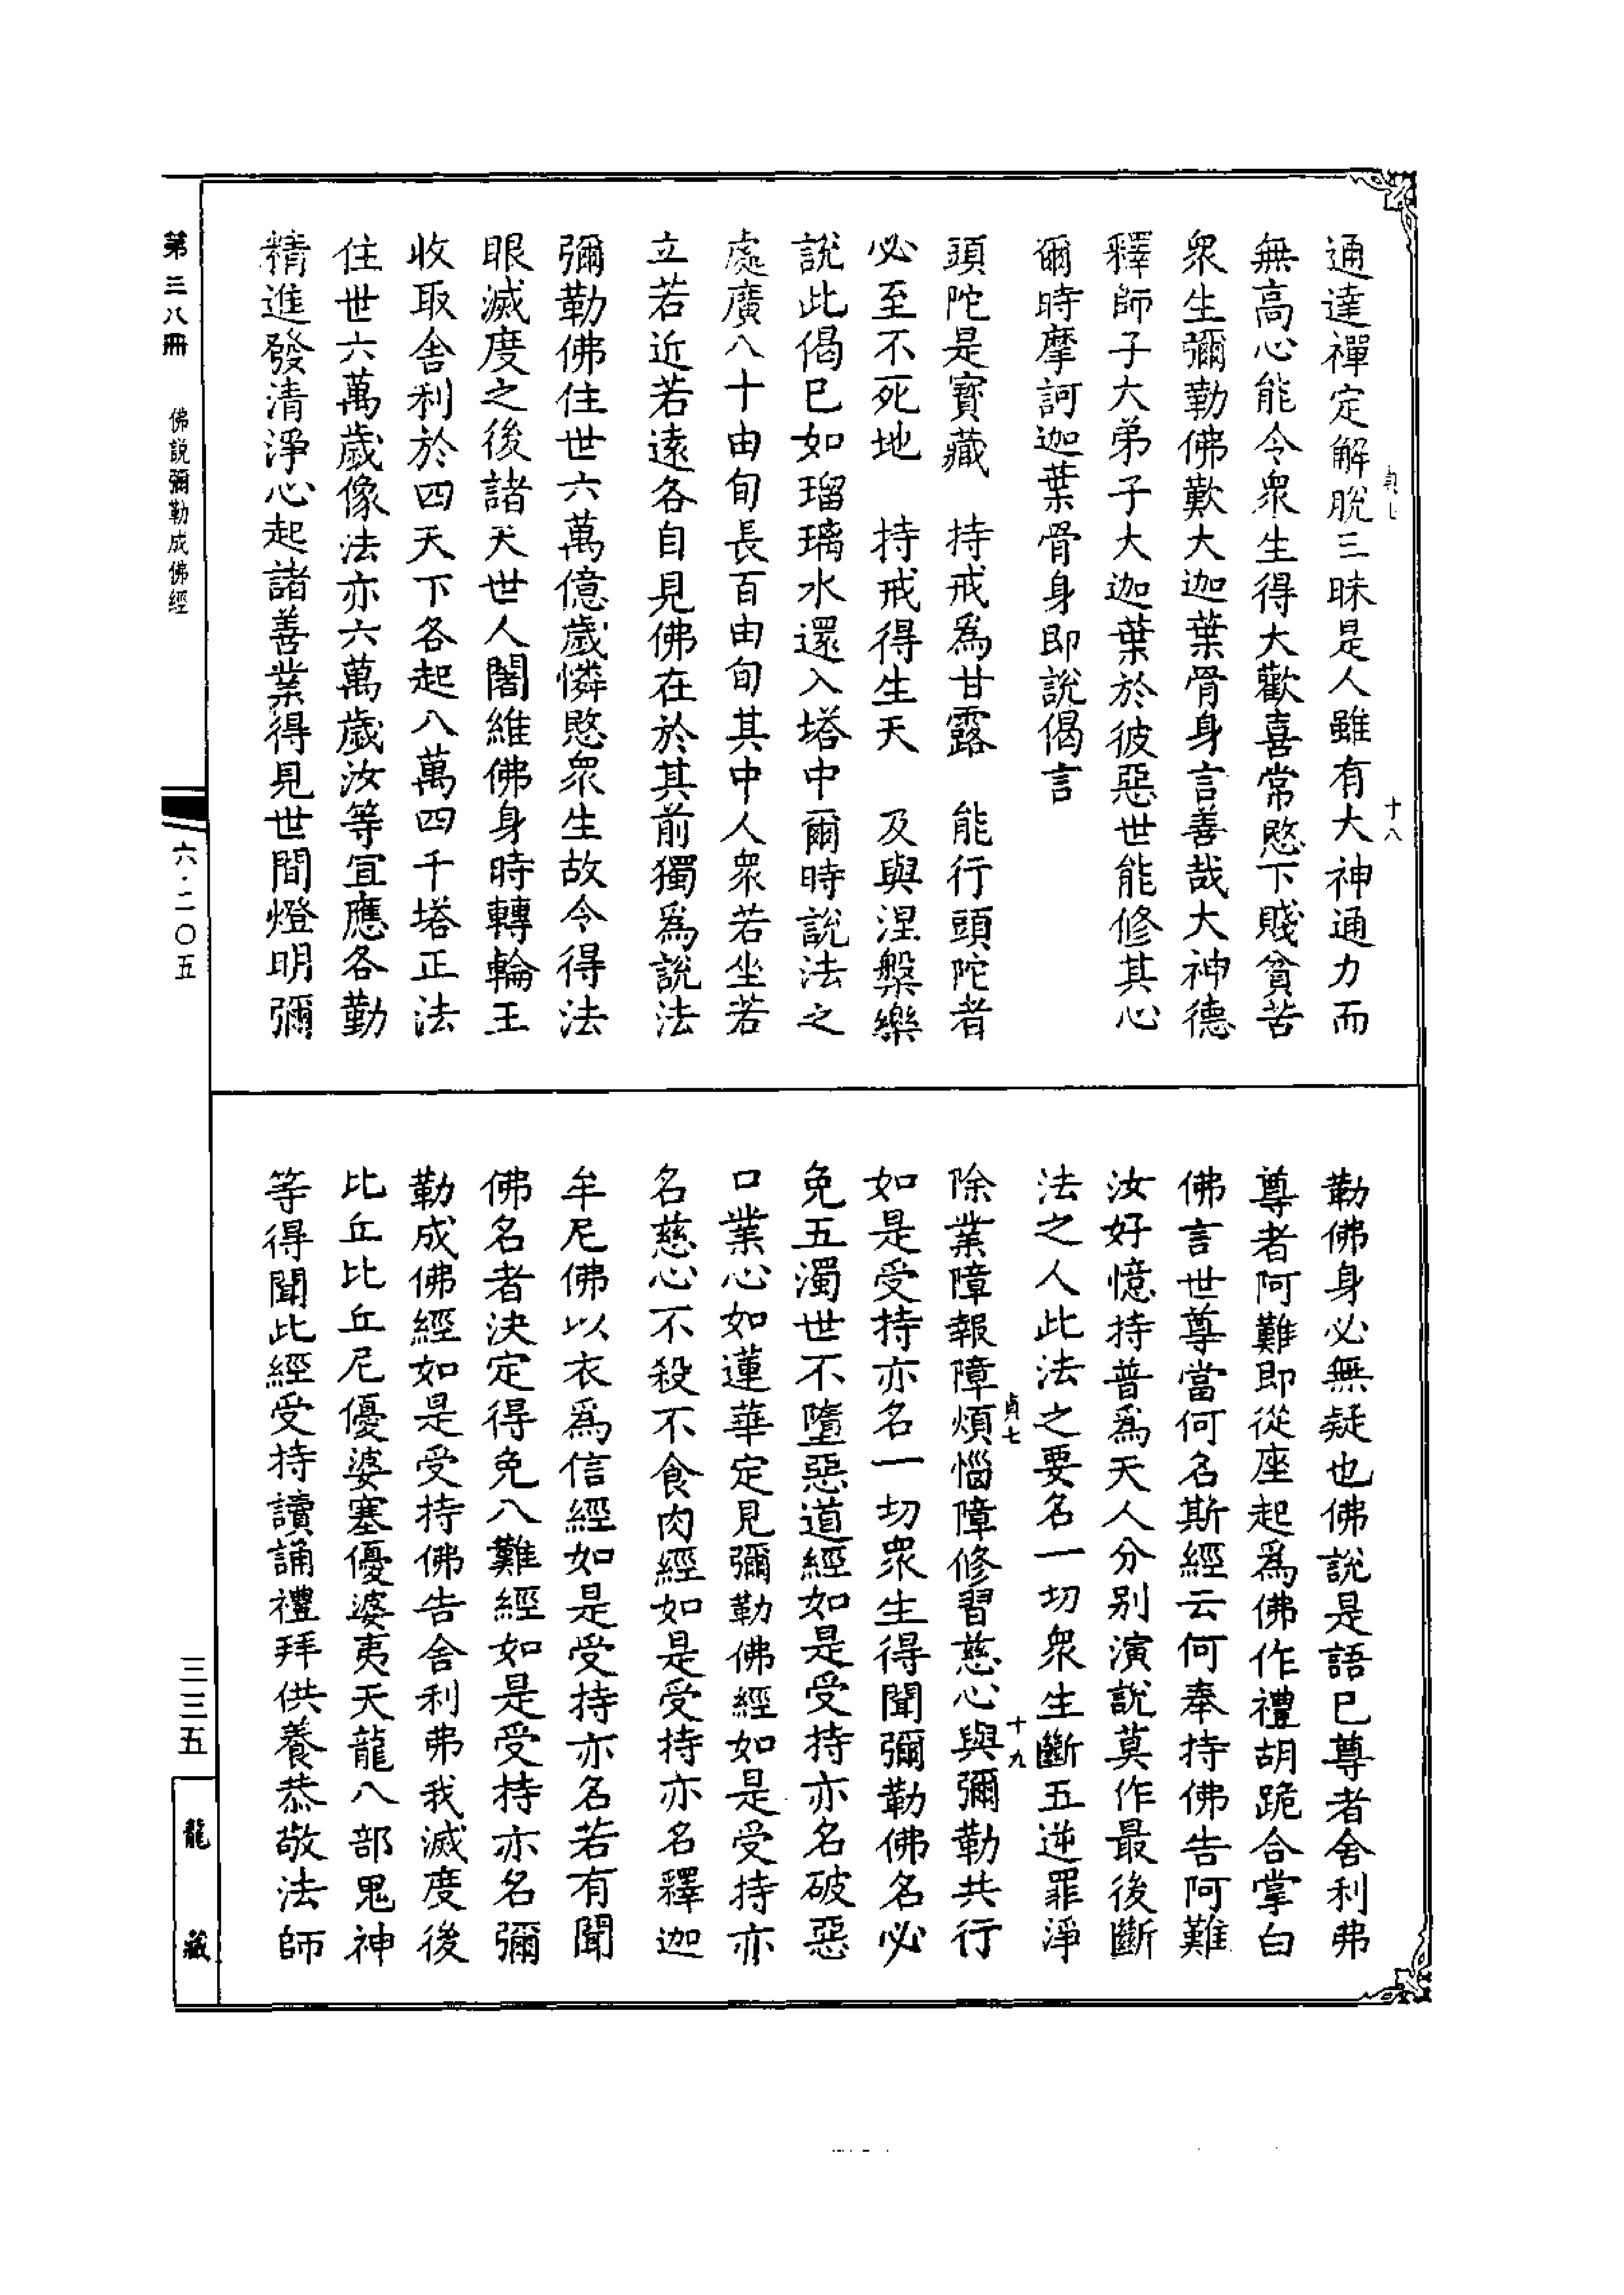 通達禪定解脫三昧是人雖有大神通力而
無高心能令衆生得大歡喜常愍下賤貧苦
衆生彌勒佛歎大迦葉骨身言善哉大神德
釋師子大弟子大迦葉於彼惡世能修其心
爾時摩訶迦葉骨身即說偈言
頭陀是寶藏　持戒爲甘露　能行頭陀者
必至不死地　持戒得生天　及與涅槃樂
說此偈已如瑠璃水還入塔中爾時說法之
處廣八十由旬長百由旬其中人衆若坐若
立若近若遠各自見佛在於其前獨爲說法
彌勒佛住世六萬億歲憐愍衆生故令得法
眼滅度之後諸天世人闍維佛身時轉輪王
收取舍利於四天下各起八萬四千塔正法
住世六萬歲像法亦六萬歲汝等宜應各勤
精進發清淨心起諸善業得見世間燈明彌
十八
勒佛身必無疑也佛說是語已尊者舍利弗
尊者阿難即從座起爲佛作禮胡跪合掌白
佛言世尊當何名斯經云何奉持佛告阿難
汝好憶持普爲天人分別演說莫作最後斷
法之人此法之要名一切衆生斷五逆罪淨
除業障報障煩惱障修習慈心與彌勒共行
貞七
十九
如是受持亦名一切衆生得聞彌勒佛名必
免五濁世不墮惡道經如是受持亦名破惡
口業心如蓮華定見彌勒佛經如是受持亦
名慈心不殺不食肉經如是受持亦名釋迦
牟尼佛以衣爲信經如是受持亦名若有聞
佛名者決定得免八難經如是受持亦名彌
勒成佛經如是受持佛告舍利弗我滅度後
比丘比丘尼優婆塞優婆夷天龍八部鬼神
等得聞此經受持讀誦禮拜供養恭敬法師
第三八冊　佛說彌勒成佛經
六·二〇五
三三五
龍藏